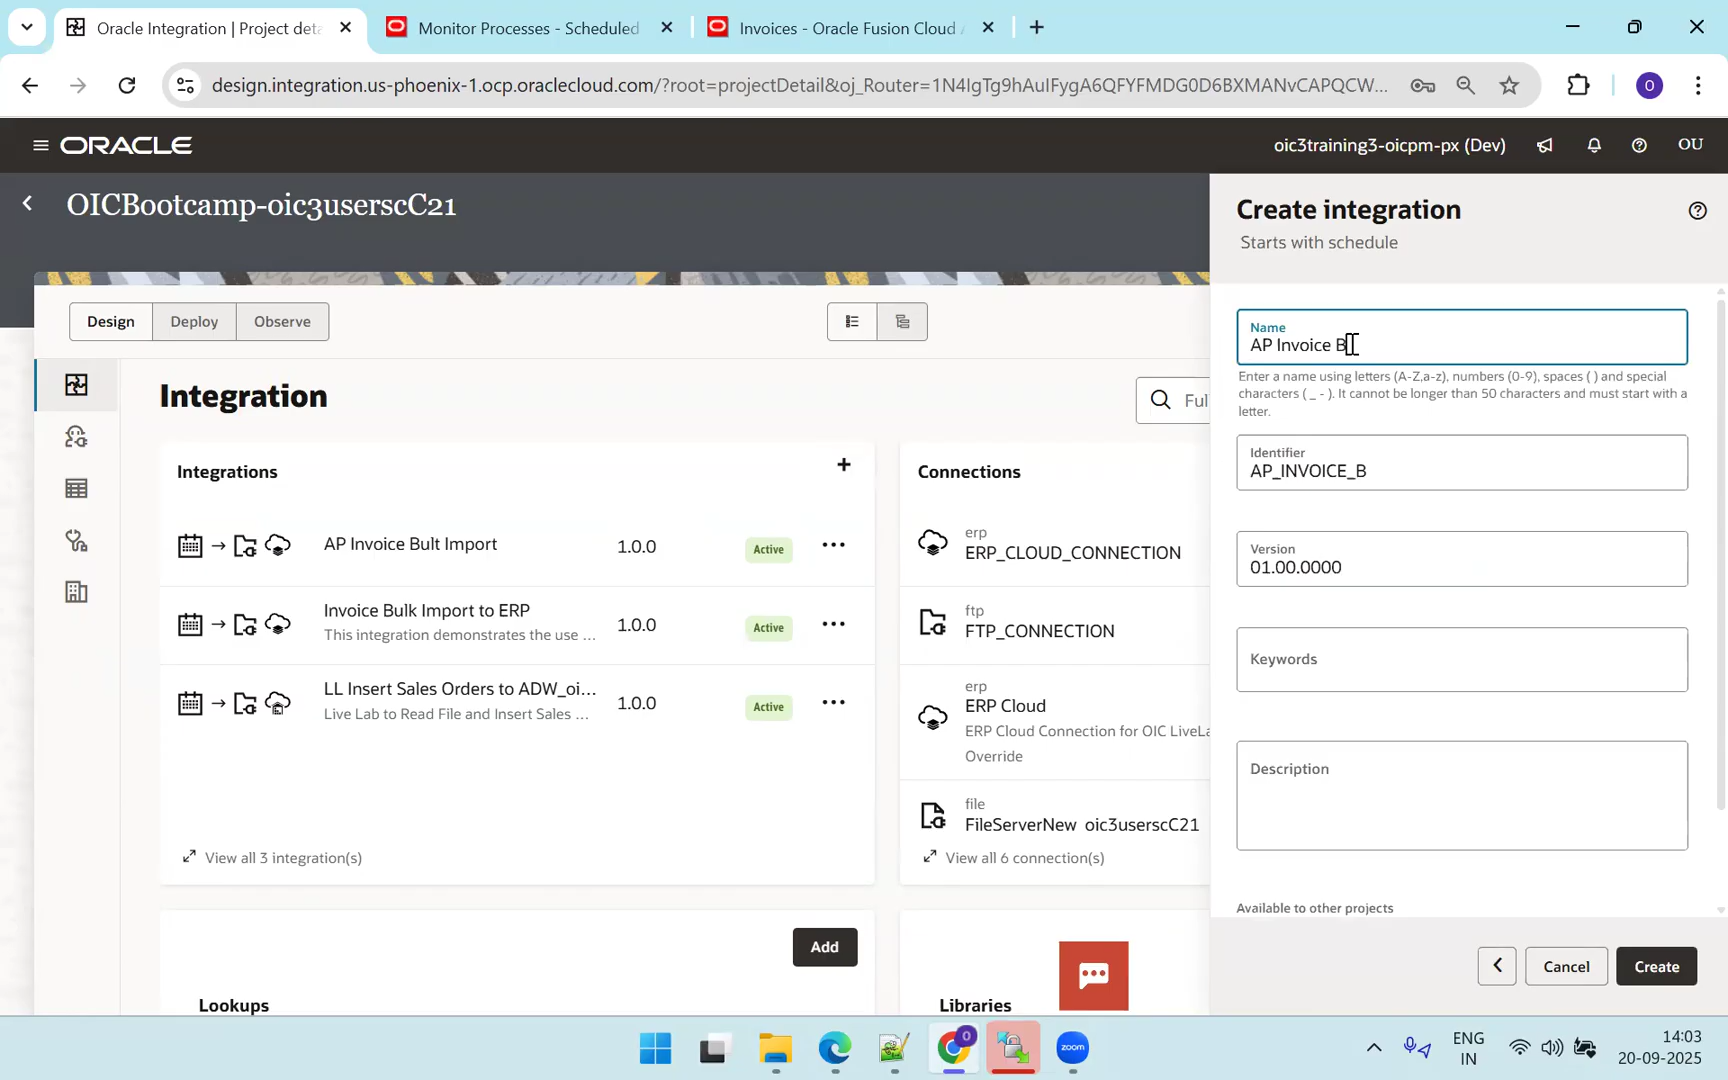 Oracle Integration | Project deta
Monitor Processes - Scheduled
Invoices - Oracle Fusion Cloud A
design.integration.us-phoenix-1.ocp.oraclecloud.com/?root=projectDetail&oj_Router=1N4IgTg9hAuIFygA6QFYFMDG0D6BXMANvCAPQCW...
O
ORACLE
oic3training3-oicpm-px (Dev)
OU
OICBootcamp-oic3userscC21
Create integration
Starts with schedule
Design
Deploy
Observe
Name
AP Invoice B
Enter a name using letters (A-Z,a-z), numbers (0-9), spaces ( ) and special
characters ( _ - ). It cannot be longer than 50 characters and must start with a
letter.
Integration
Ful
Identifier
AP_INVOICE_B
Integrations
Connections
AP Invoice Bult Import
1.0.0
Active
erp
ERP_CLOUD_CONNECTION
Version
01.00.0000
Invoice Bulk Import to ERP
This integration demonstrates the use ...
1.0.0
Active
ftp
FTP_CONNECTION
Keywords
LL Insert Sales Orders to ADW_oi...
Live Lab to Read File and Insert Sales ...
1.0.0
Active
erp
ERP Cloud
ERP Cloud Connection for OIC LiveLa
Override
Description
file
FileServerNew oic3userscC21
View all 3 integration(s)
View all 6 connection(s)
Available to other projects
Add
Cancel
Create
Lookups
Libraries
O
zoom
ENG
IN
14:03
20-09-2025